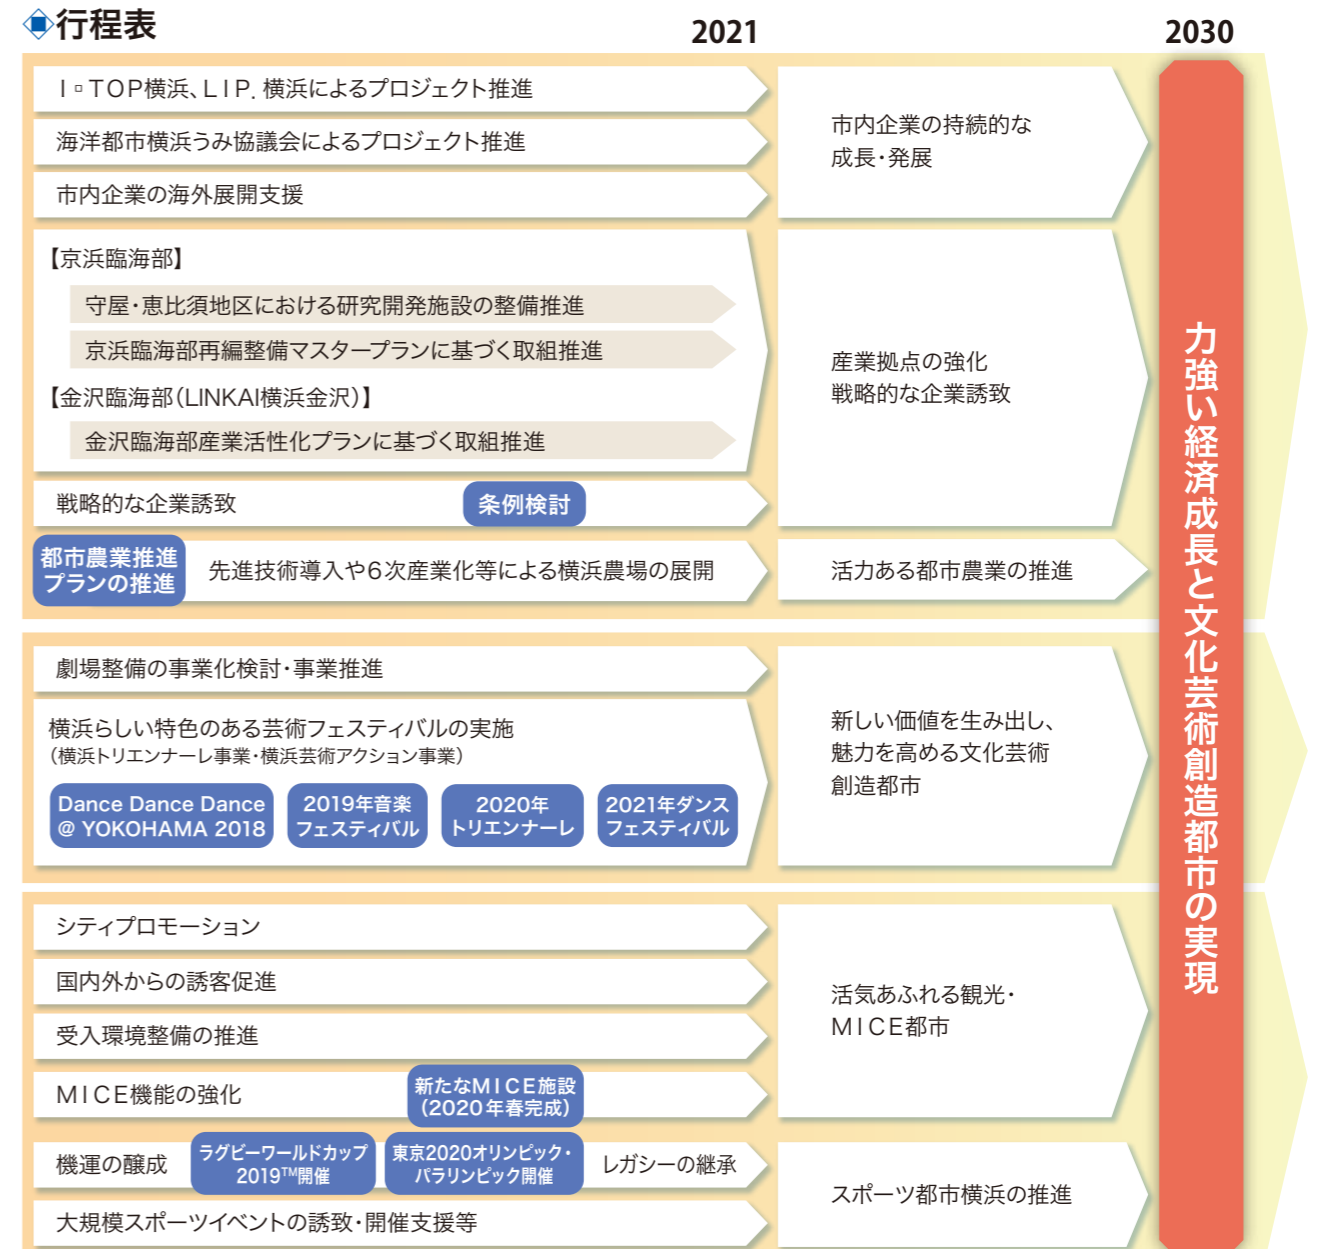 行程表
2021
2030
I▫TOP横浜、LIP.横浜によるプロジェクト推進
海洋都市横浜うみ協議会によるプロジェクト推進
市内企業の海外展開支援
市内企業の持続的な
成長・発展
【京浜臨海部】
守屋・恵比須地区における研究開発施設の整備推進
京浜臨海部再編整備マスタープランに基づく取組推進
【金沢臨海部（LINKAI横浜金沢）】
金沢臨海部産業活性化プランに基づく取組推進
戦略的な企業誘致
条例検討
産業拠点の強化
戦略的な企業誘致
都市農業推進
プランの推進
先進技術導入や6次産業化等による横浜農場の展開
活力ある都市農業の推進
劇場整備の事業化検討・事業推進
横浜らしい特色のある芸術フェスティバルの実施
（横浜トリエンナーレ事業・横浜芸術アクション事業）
Dance Dance Dance
@ YOKOHAMA 2018
2019年音楽
フェスティバル
2020年
トリエンナーレ
2021年ダンス
フェスティバル
新しい価値を生み出し、
魅力を高める文化芸術
創造都市
シティプロモーション
国内外からの誘客促進
受入環境整備の推進
MICE機能の強化
新たなMICE施設
（2020年春完成）
活気あふれる観光・
MICE都市
機運の醸成
ラグビーワールドカップ
2019™開催
東京2020オリンピック・
パラリンピック開催
レガシーの継承
大規模スポーツイベントの誘致・開催支援等
スポーツ都市横浜の推進
力強い経済成長と文化芸術創造都市の実現